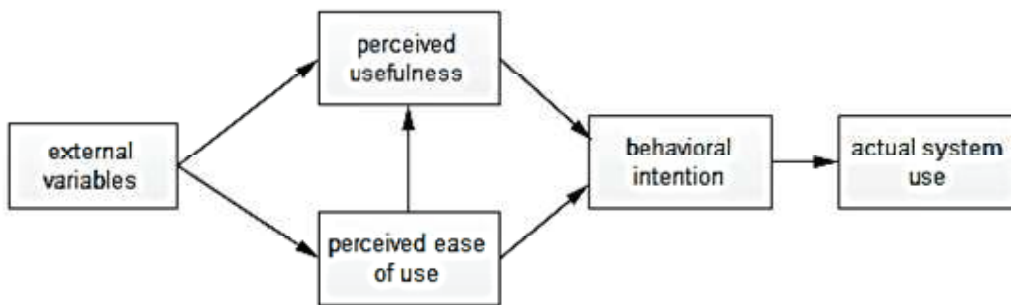 perceived
usefulness
external
variables
behavioral
intention
actual system
use
perceived ease
of use